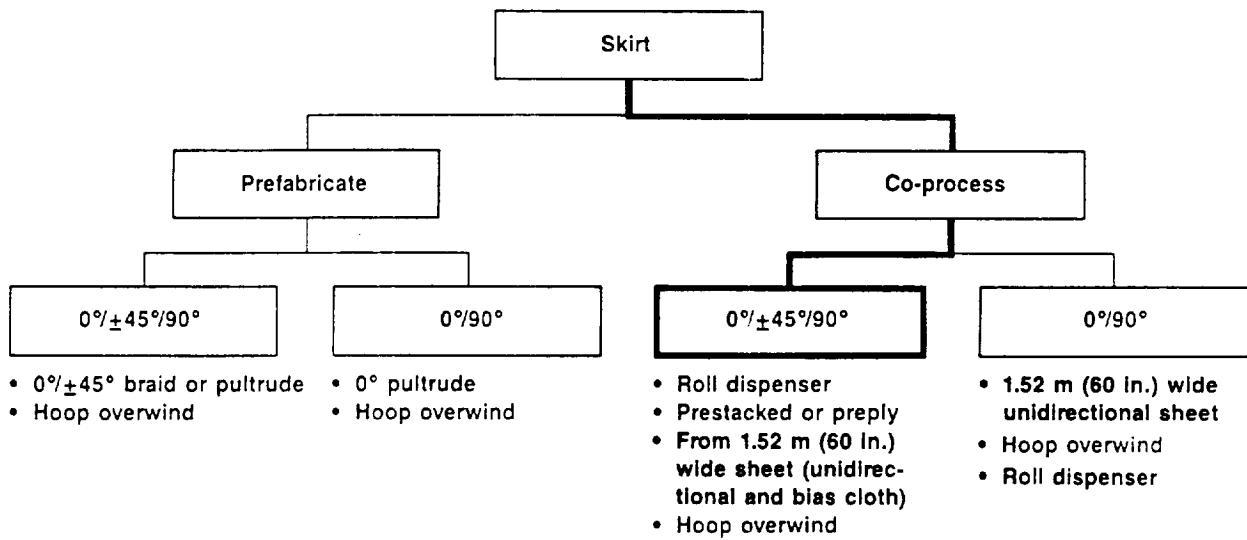 Skirt
Prefabricate
Co-process
0°/±45°/90°
0°/90°
0°/±45°/90°
0°/90°
• 0°/±45° braid or pultrude
• Hoop overwind
• 0° pultrude
• Hoop overwind
• Roll dispenser
• Prestacked or preply
• From 1.52 m (60 in.)
wide sheet (unidirec-
tional and bias cloth)
• Hoop overwind
• 1.52 m (60 in.) wide
unidirectional sheet
• Hoop overwind
• Roll dispenser